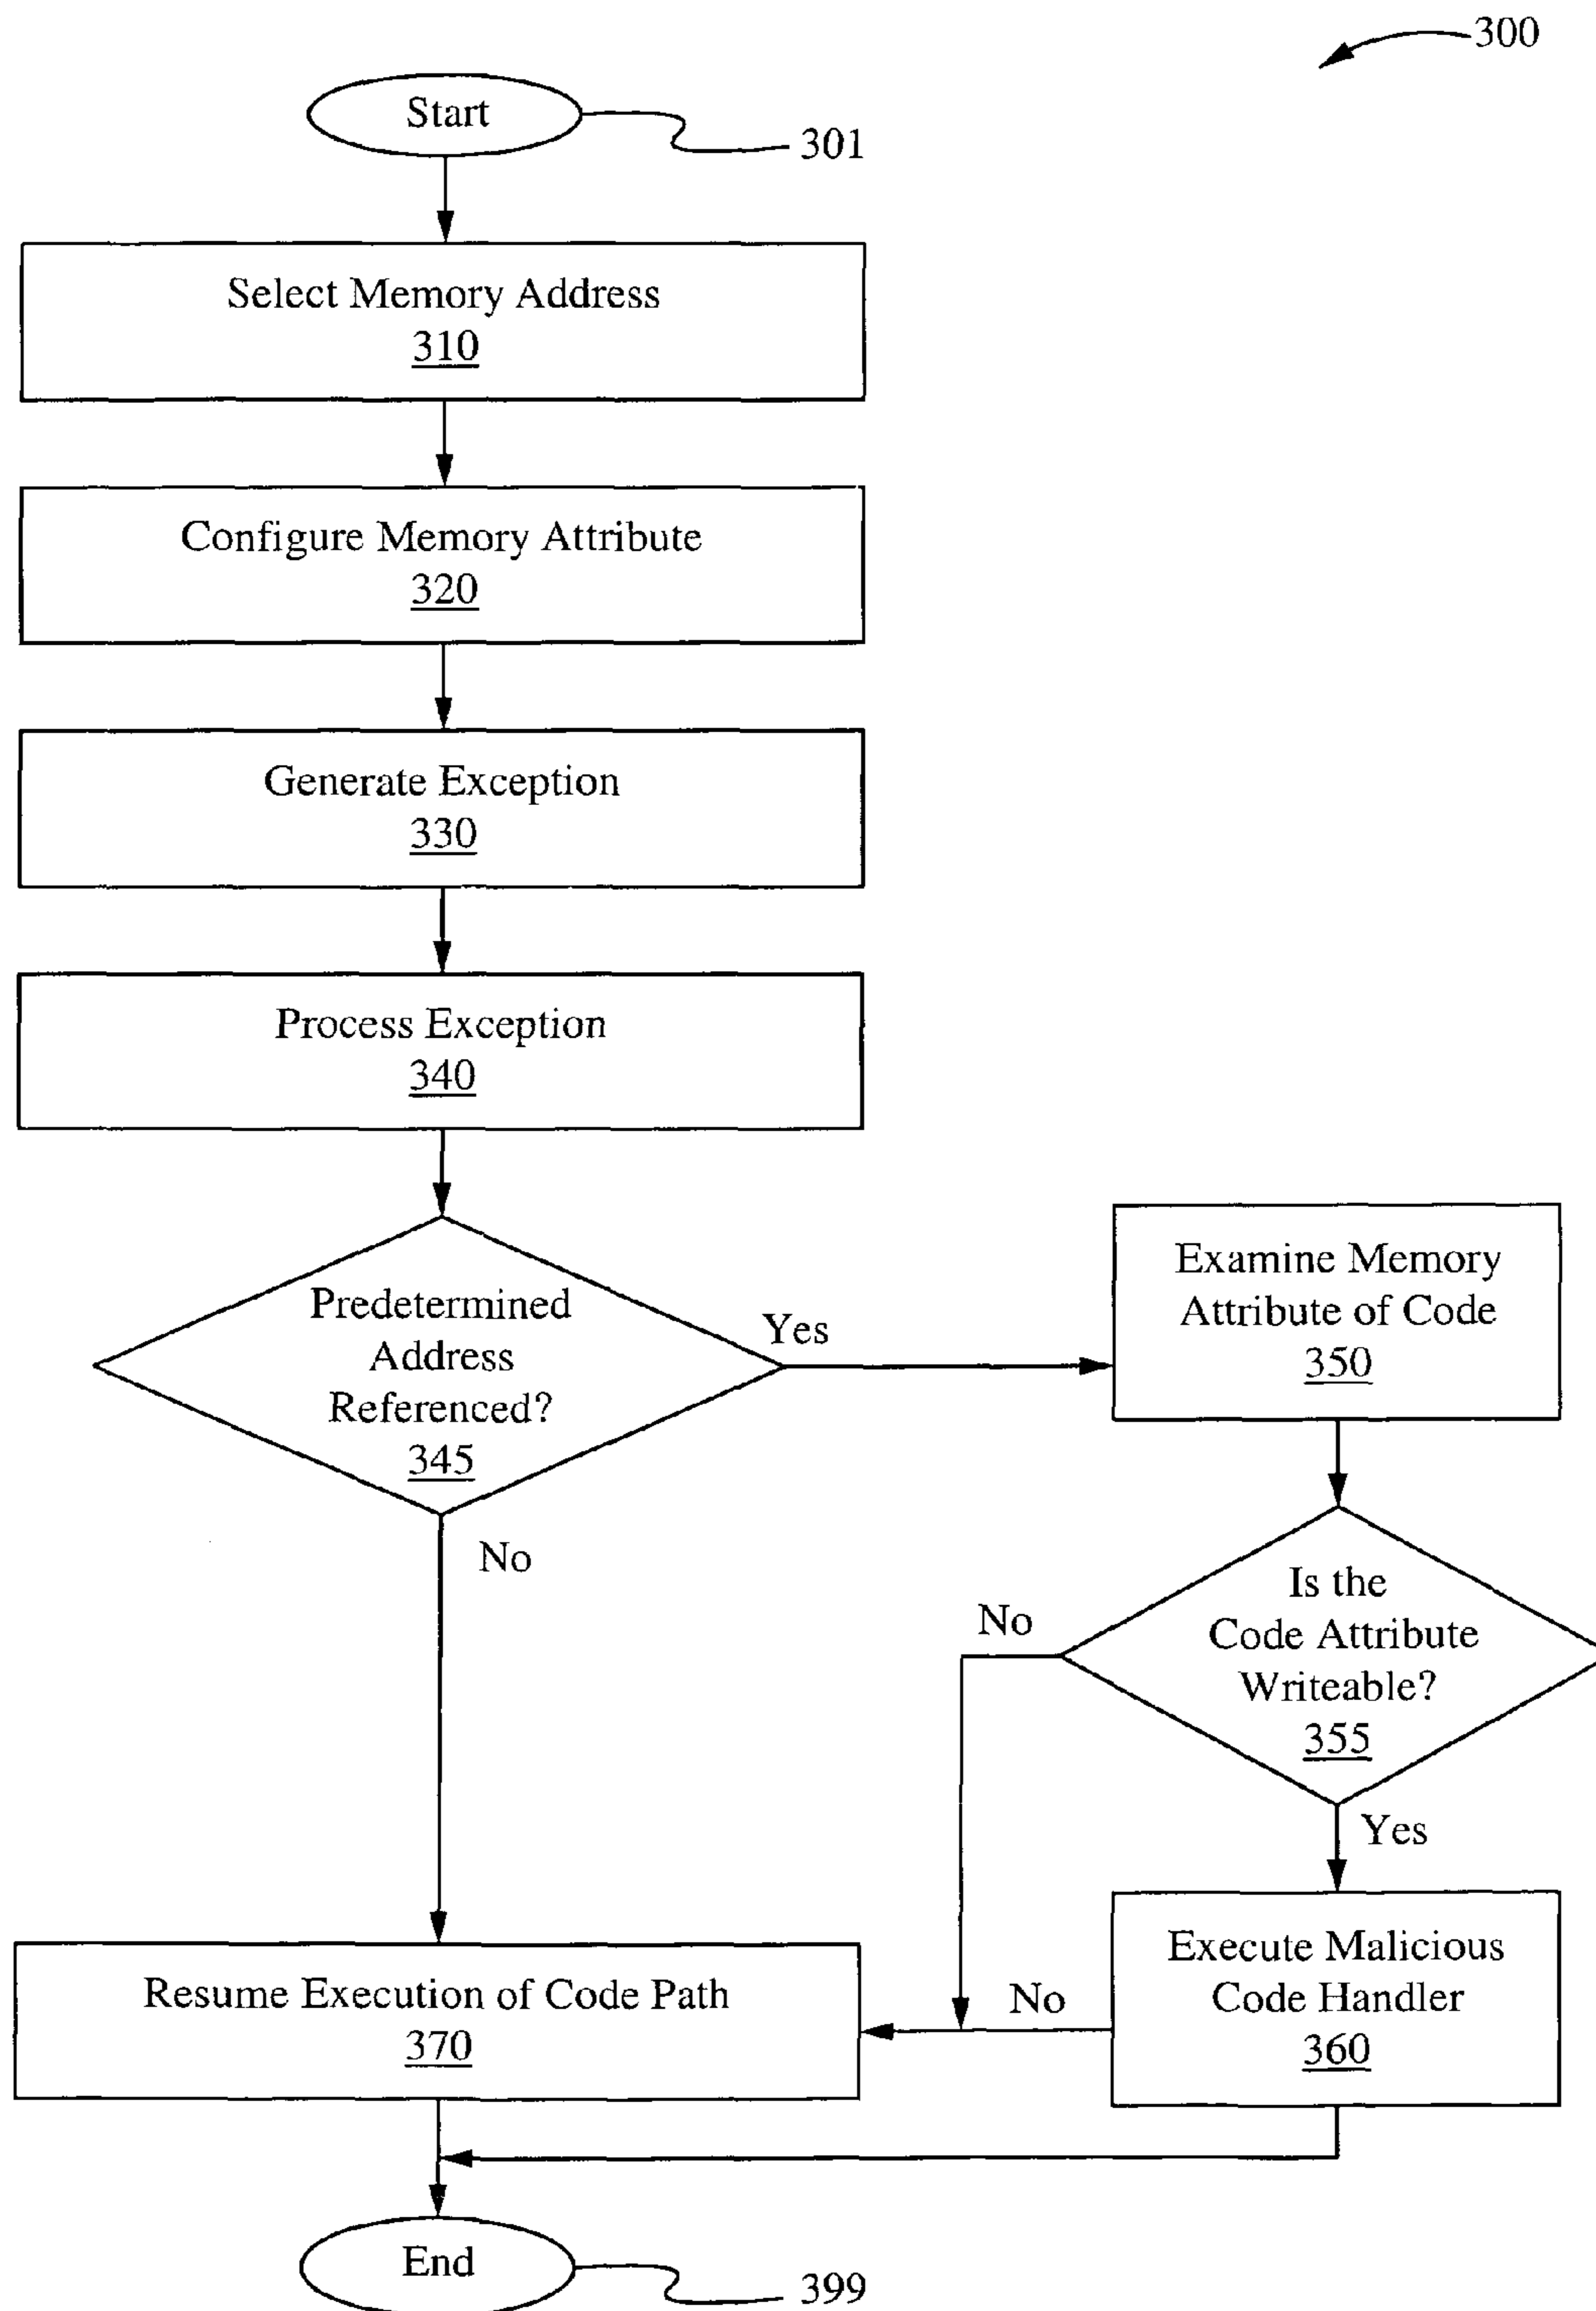 300
Start
301
Select Memory Address
310
Configure Memory Attribute
320
Generate Exception
330
Process Exception
340
Predetermined
Address
Referenced?
345
Yes
No
Examine Memory
Attribute of Code
350
Is the
Code Attribute
Writeable?
355
No
Yes
Execute Malicious
Code Handler
360
No
Resume Execution of Code Path
370
End
399